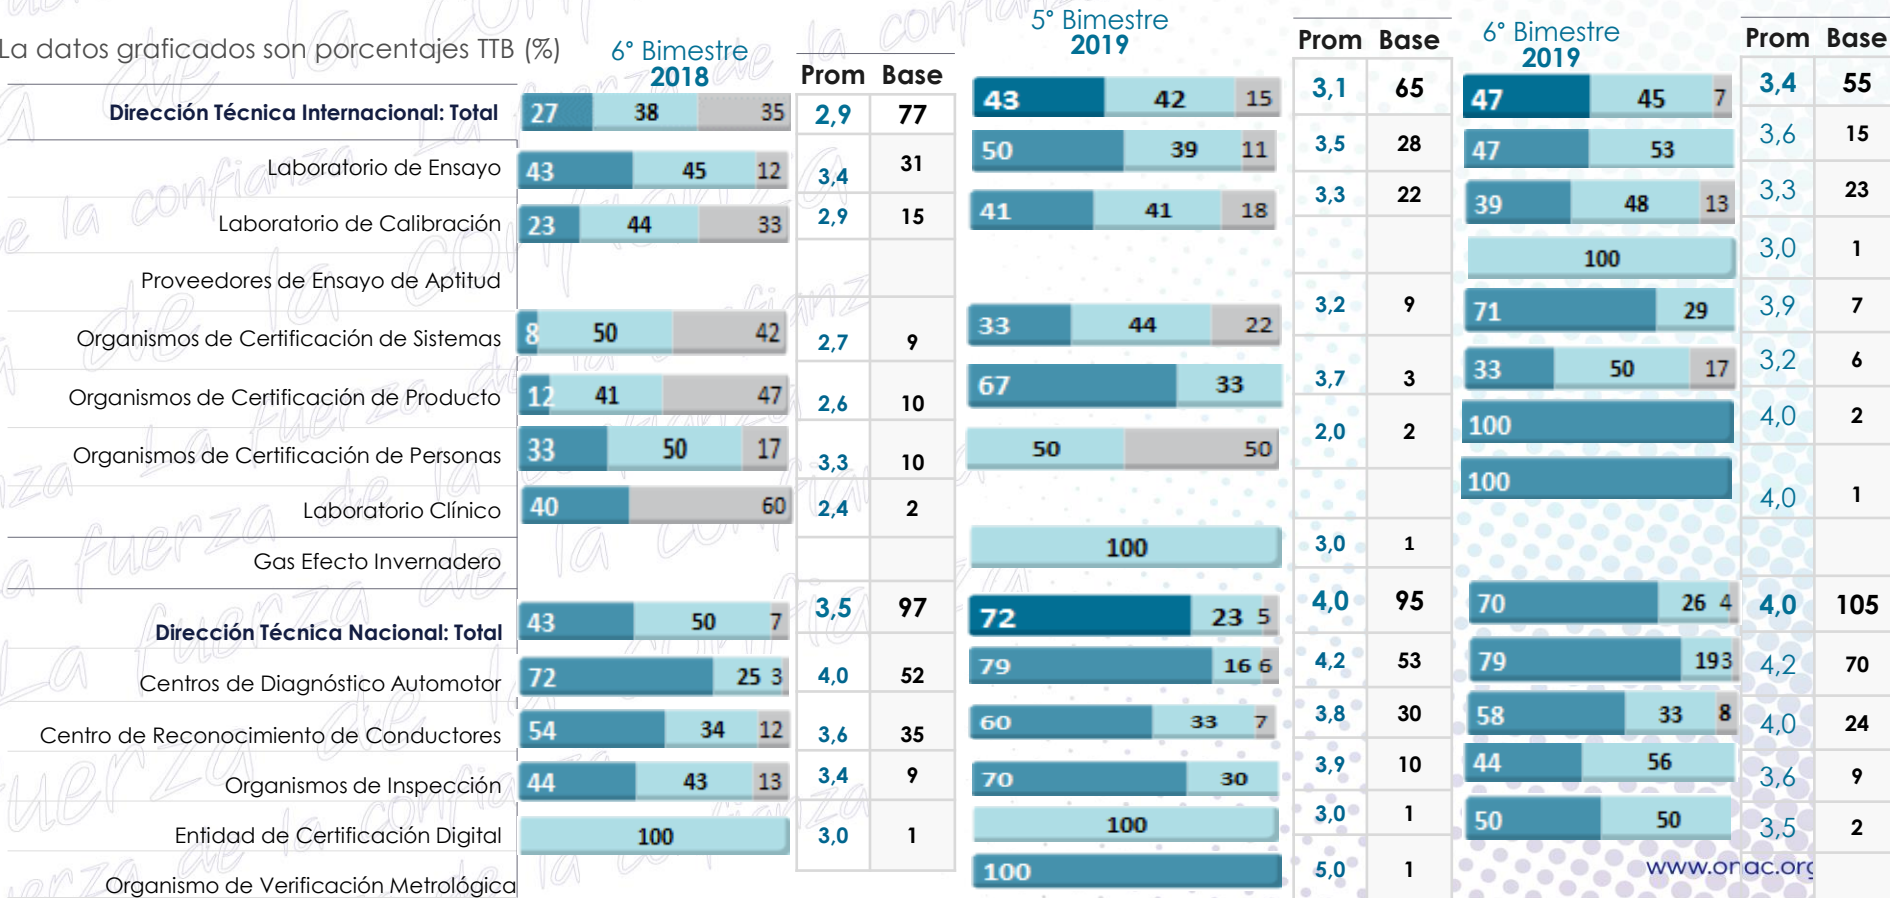 La datos graficados son porcentajes TTB (%)
6° Bimestre
2018
Prom Base
5° Bimestre
2019
Prom Base
6° Bimestre
2019
Prom Base
Dirección Técnica Internacional: Total 27 38 35 2,9 77 43 42 15 3,1 65 47 45 7 3,4 55
Laboratorio de Ensayo 43 45 12 3,4 31 50 39 11 3,5 28 47 53 3,6 15
Laboratorio de Calibración 23 44 33 2,9 15 41 41 18 3,3 22 39 48 13 3,3 23
Proveedores de Ensayo de Aptitud 100 3,0 1
Organismos de Certificación de Sistemas 8 50 42 2,7 9 33 44 22 3,2 9 71 29 3,9 7
Organismos de Certificación de Producto 12 41 47 2,6 10 67 33 3,7 3 33 50 17 3,2 6
Organismos de Certificación de Personas 33 50 17 3,3 10 50 50 2,0 2 100 4,0 2
Laboratorio Clínico 40 60 2,4 2 100 4,0 1
Gas Efecto Invernadero 100 3,0 1
Dirección Técnica Nacional: Total 43 50 7 3,5 97 72 23 5 4,0 95 70 26 4 4,0 105
Centros de Diagnóstico Automotor 72 25 3 4,0 52 79 16 6 4,2 53 79 19 3 4,2 70
Centro de Reconocimiento de Conductores 54 34 12 3,6 35 60 33 7 3,8 30 58 33 8 4,0 24
Organismos de Inspección 44 43 13 3,4 9 70 30 3,9 10 44 56 3,6 9
Entidad de Certificación Digital 100 3,0 1 100 3,0 1 50 50 3,5 2
Organismo de Verificación Metrológica 100 5,0 1
www.onac.org